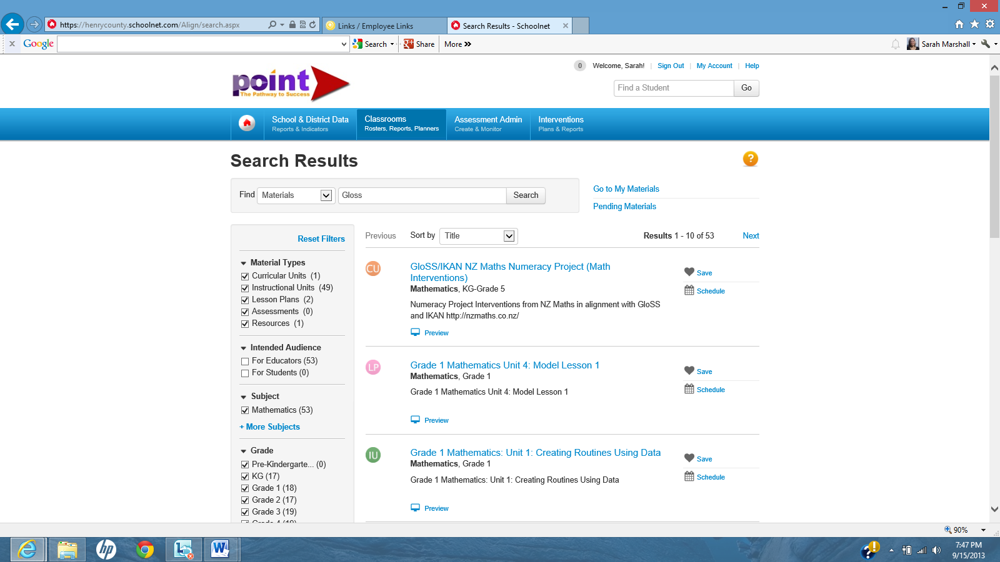 https://henrycounty.schoolnet.com/Align/search.aspx
Links / Employee Links
Search Results - Schoolnet
x Google Search Share More »
Sarah Marshall
point
The Pathway to Success
0 Welcome, Sarah! | Sign Out | My Account | Help
Find a Student Go
School & District Data
Reports & Indicators
Classrooms
Rosters, Reports, Planners
Assessment Admin
Create & Monitor
Interventions
Plans & Reports
Search Results
?
Find Materials Gloss Search
Go to My Materials
Pending Materials
Reset Filters
Material Types
Curricular Units (1)
Instructional Units (49)
Lesson Plans (2)
Assessments (0)
Resources (1)
Intended Audience
For Educators (53)
For Students (0)
Subject
Mathematics (53)
+ More Subjects
Grade
Pre-Kindergarte... (0)
KG (17)
Grade 1 (18)
Grade 2 (17)
Grade 3 (19)
Grade 4 (19)
Previous Sort by Title Results 1 - 10 of 53 Next
CU
GloSS/IKAN NZ Maths Numeracy Project (Math
Interventions)
Mathematics, KG-Grade 5
Numeracy Project Interventions from NZ Maths in alignment with GloSS
and IKAN http://nzmaths.co.nz/
Preview
Save
Schedule
LP
Grade 1 Mathematics Unit 4: Model Lesson 1
Mathematics, Grade 1
Grade 1 Mathematics Unit 4: Model Lesson 1
Preview
Save
Schedule
IU
Grade 1 Mathematics: Unit 1: Creating Routines Using Data
Mathematics, Grade 1
Grade 1 Mathematics: Unit 1: Creating Routines Using Data
Preview
Save
Schedule
90%
hp
7:47 PM
9/15/2013